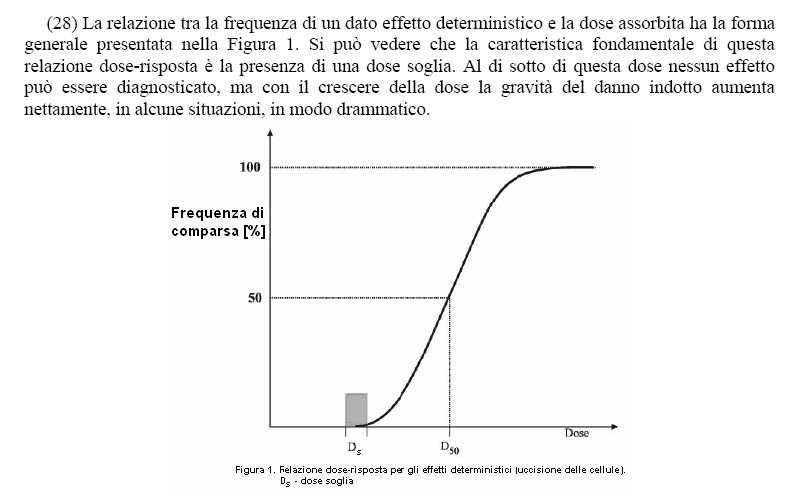 (28) La relazione tra la frequenza di un dato effetto deterministico e la dose assorbita ha la forma
generale presentata nella Figura 1. Si può vedere che la caratteristica fondamentale di questa
relazione dose-risposta è la presenza di una dose soglia. Al di sotto di questa dose nessun effetto
può essere diagnosticato, ma con il crescere della dose la gravità del danno indotto aumenta
nettamente, in alcune situazioni, in modo drammatico.
100
Frequenza di
comparsa [%]
50
Dose
Ds
D50
Figura 1. Relazione dose-risposta per gli effetti deterministici (uccisione delle cellule).
Ds - dose soglia